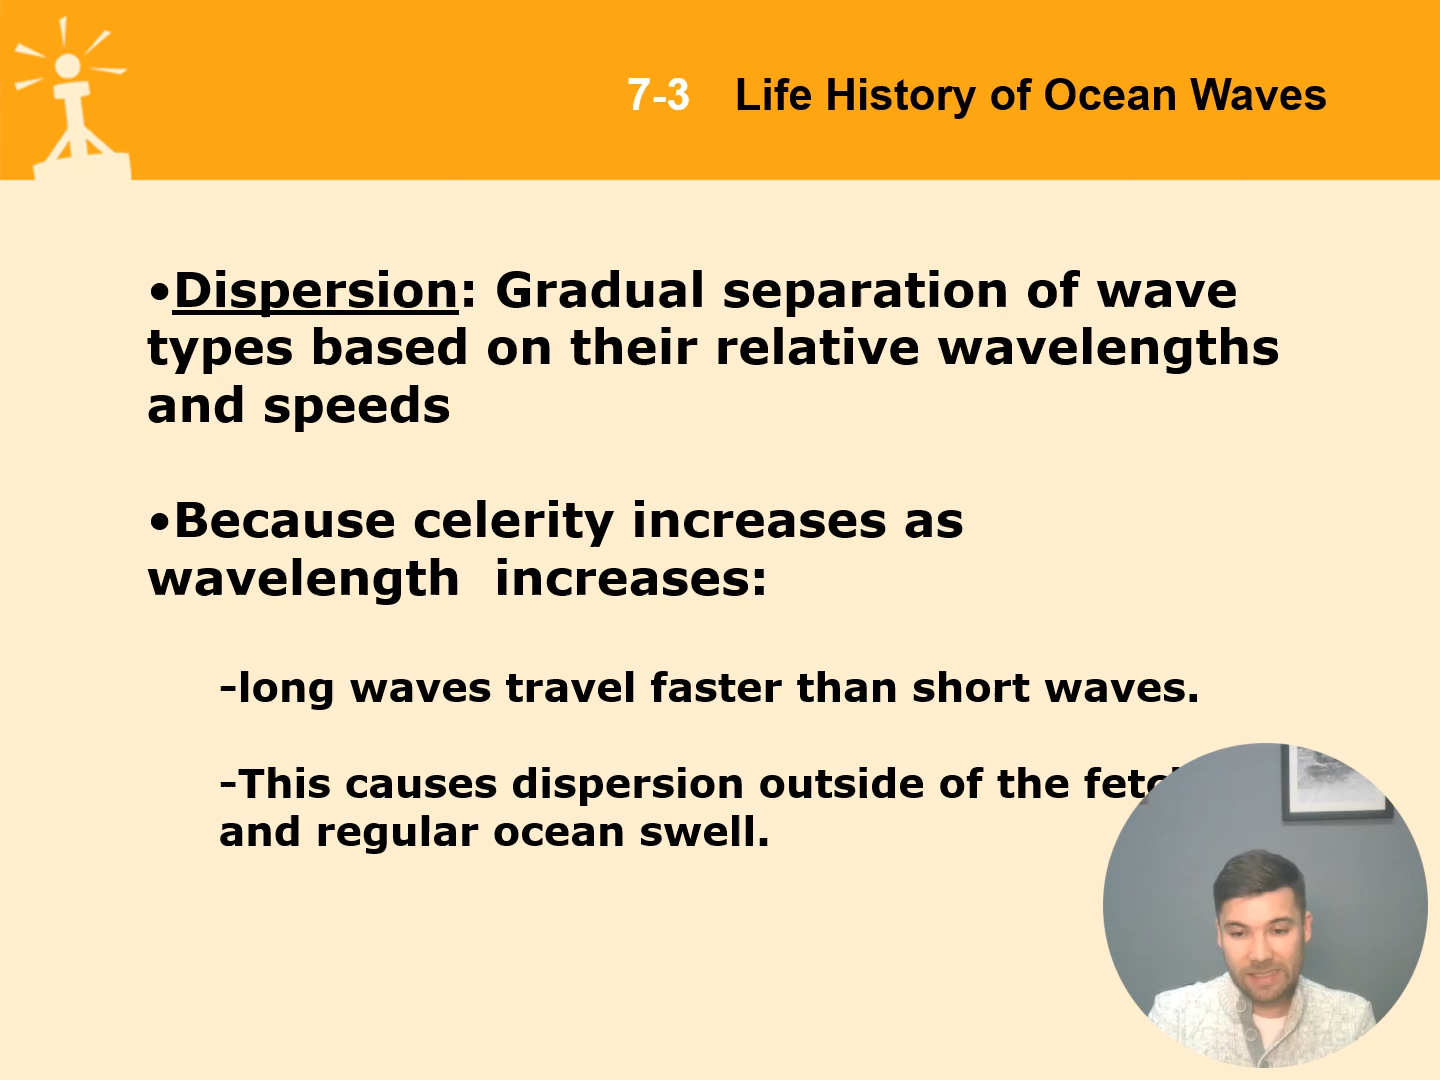 7-3 Life History of Ocean Waves
•Dispersion: Gradual separation of wave
types based on their relative wavelengths
and speeds
•Because celerity increases as
wavelength increases:
-long waves travel faster than short waves.
-This causes dispersion outside of the
and regular ocean swell.